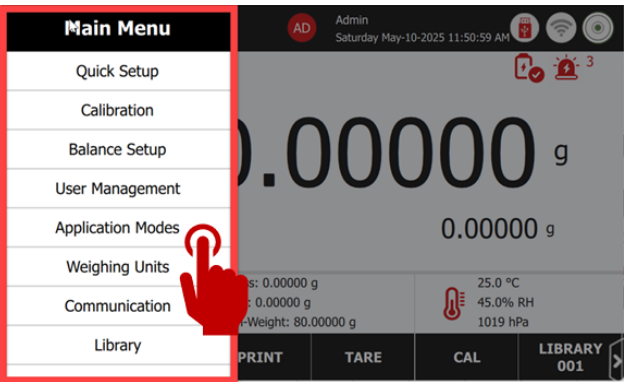 Main Menu
Quick Setup
Calibration
Balance Setup
User Management
Application Modes
Weighing Units
Communication
Library
AD
Admin
Saturday May-10-2025 11:50:59 AM
3
0.00000 g
0.00000 g
s: 0.00000 g
: 0.00000 g
-Weight: 80.00000 g
25.0 °C
45.0% RH
1019 hPa
PRINT
TARE
CAL
LIBRARY
001